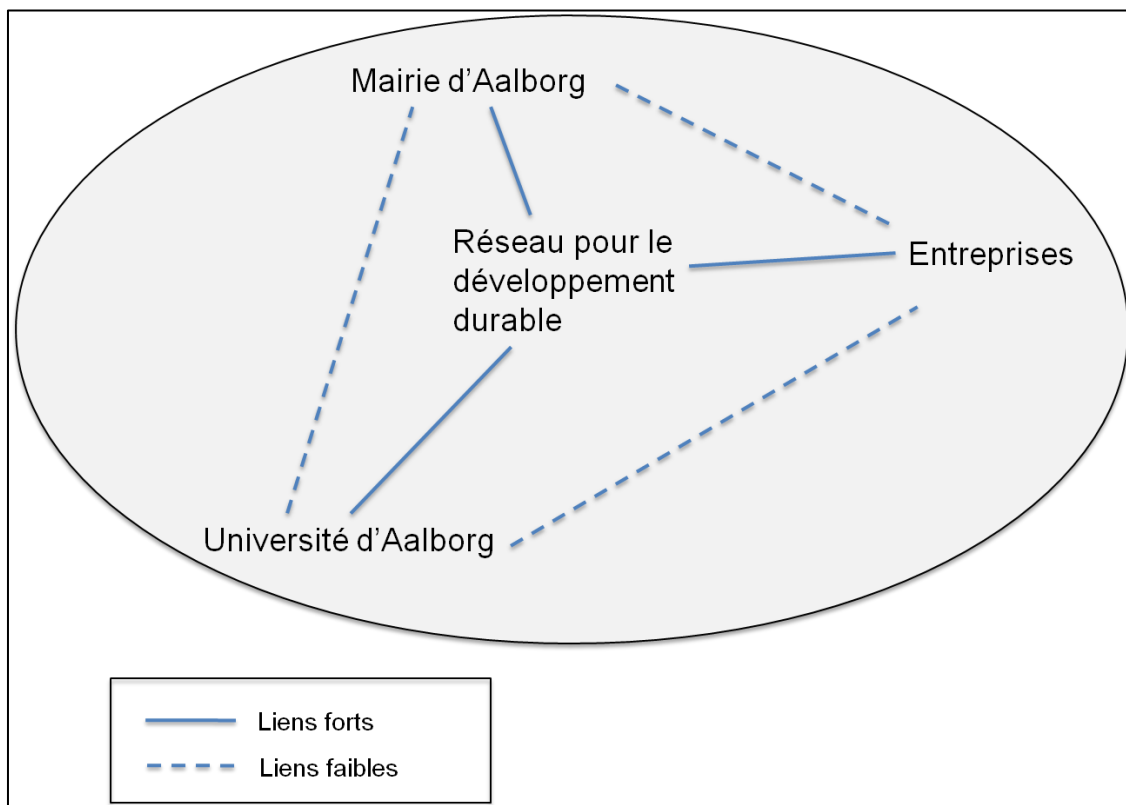 Mairie d'Aalborg
Réseau pour le
développement
durable
Entreprises
Université d'Aalborg
Liens forts
Liens faibles